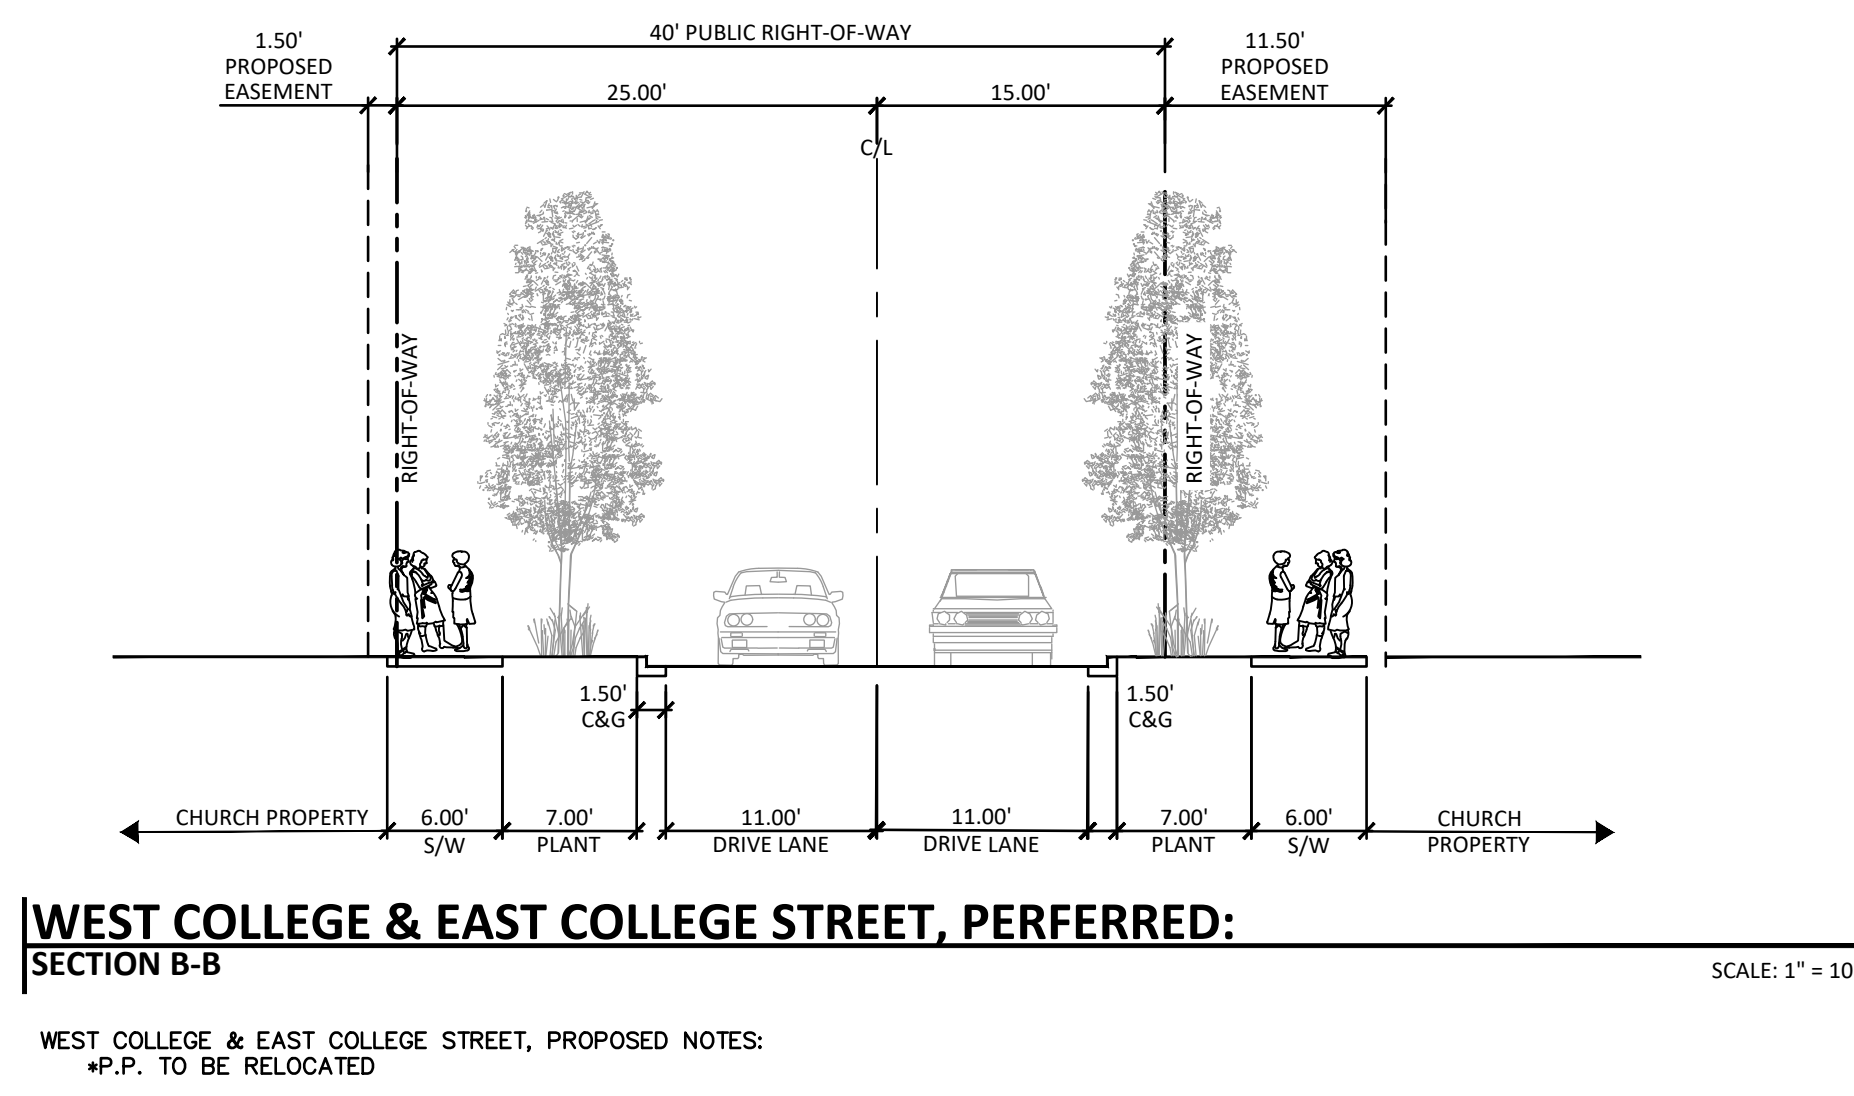 40' PUBLIC RIGHT-OF-WAY
1.50'
PROPOSED
EASEMENT
25.00'
15.00'
11.50'
PROPOSED
EASEMENT
C/L
RIGHT-OF-WAY
RIGHT-OF-WAY
1.50'
C&G
1.50'
C&G
CHURCH PROPERTY
6.00'
S/W
7.00'
PLANT
11.00'
DRIVE LANE
11.00'
DRIVE LANE
7.00'
PLANT
6.00'
S/W
CHURCH
PROPERTY
WEST COLLEGE & EAST COLLEGE STREET, PERFERRED:
SECTION B-B
SCALE: 1" = 10
WEST COLLEGE & EAST COLLEGE STREET, PROPOSED NOTES:
*P.P. TO BE RELOCATED